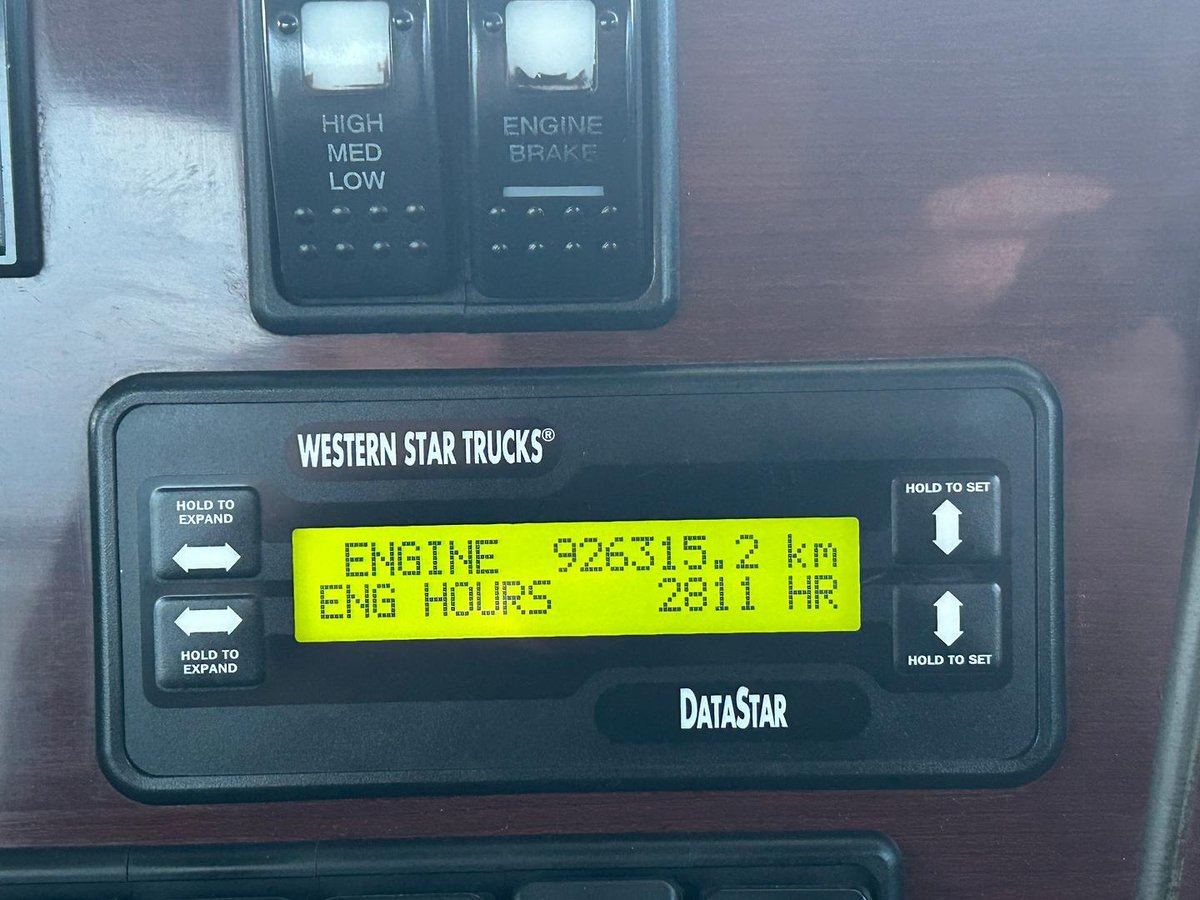 HIGH
MED
LOW
ENGINE
BRAKE
WESTERN STAR TRUCKS®
HOLD TO
EXPAND
HOLD TO SET
ENGINE 926315.2 km
ENG HOURS 2811 HR
HOLD TO
EXPAND
HOLD TO SET
DATASTAR